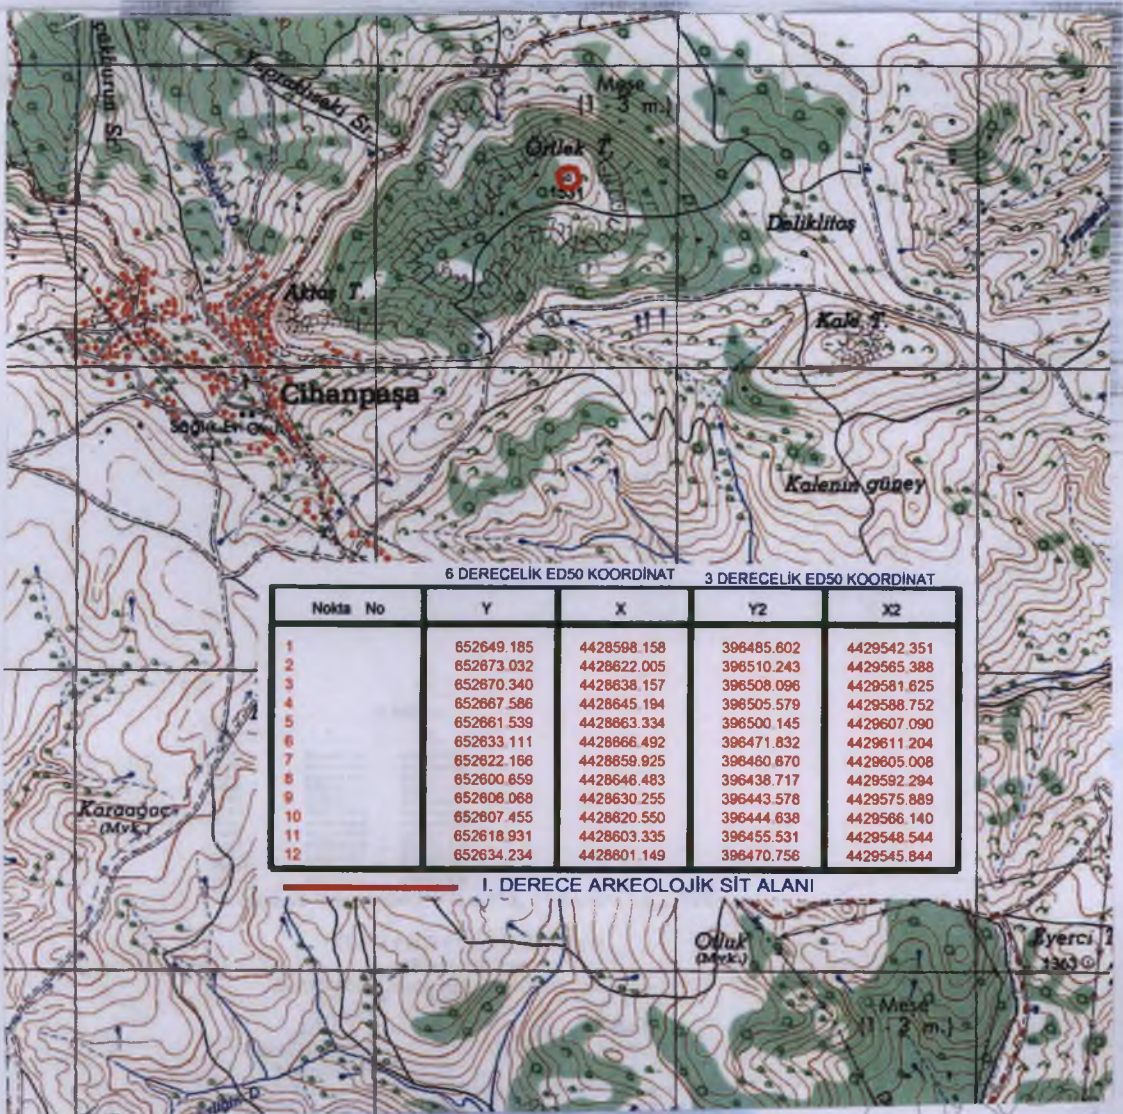 Yapraklıseki Sr.
Meşe
(1 - 3 m.)
Örtlek T.
Deliklitaş
Aktaş T.
Kale T.
Cihanpaşa
Kalenin güney
6 DERECELİK ED50 KOORDİNAT 3 DERECELİK ED50 KOORDİNAT
Nokta No Y X Y2 X2
1 652649.185 4428598.158 396485.602 4429542.351
2 652673.032 4428622.005 396510.243 4429565.388
3 652670.340 4428638.157 396508.096 4429581.625
4 652667.586 4428645.194 396505.579 4429588.752
5 652661.539 4428663.334 396500.145 4429607.090
6 652633.111 4428666.492 396471.832 4429611.204
7 652622.166 4428659.925 396460.670 4429605.008
8 652600.659 4428646.483 396438.717 4429592.294
9 652606.068 4428630.255 396443.578 4429575.889
10 652607.455 4428620.550 396444.638 4429566.140
11 652618.931 4428603.335 396455.531 4429548.544
12 652634.234 4428601.149 396470.756 4429545.844
Karaağaç
(Mvk.)
I. DERECE ARKEOLOJİK SİT ALANI
Otluk
(Mvk.)
Eyerci T
1363
Meşe
(1 - 3 m.)